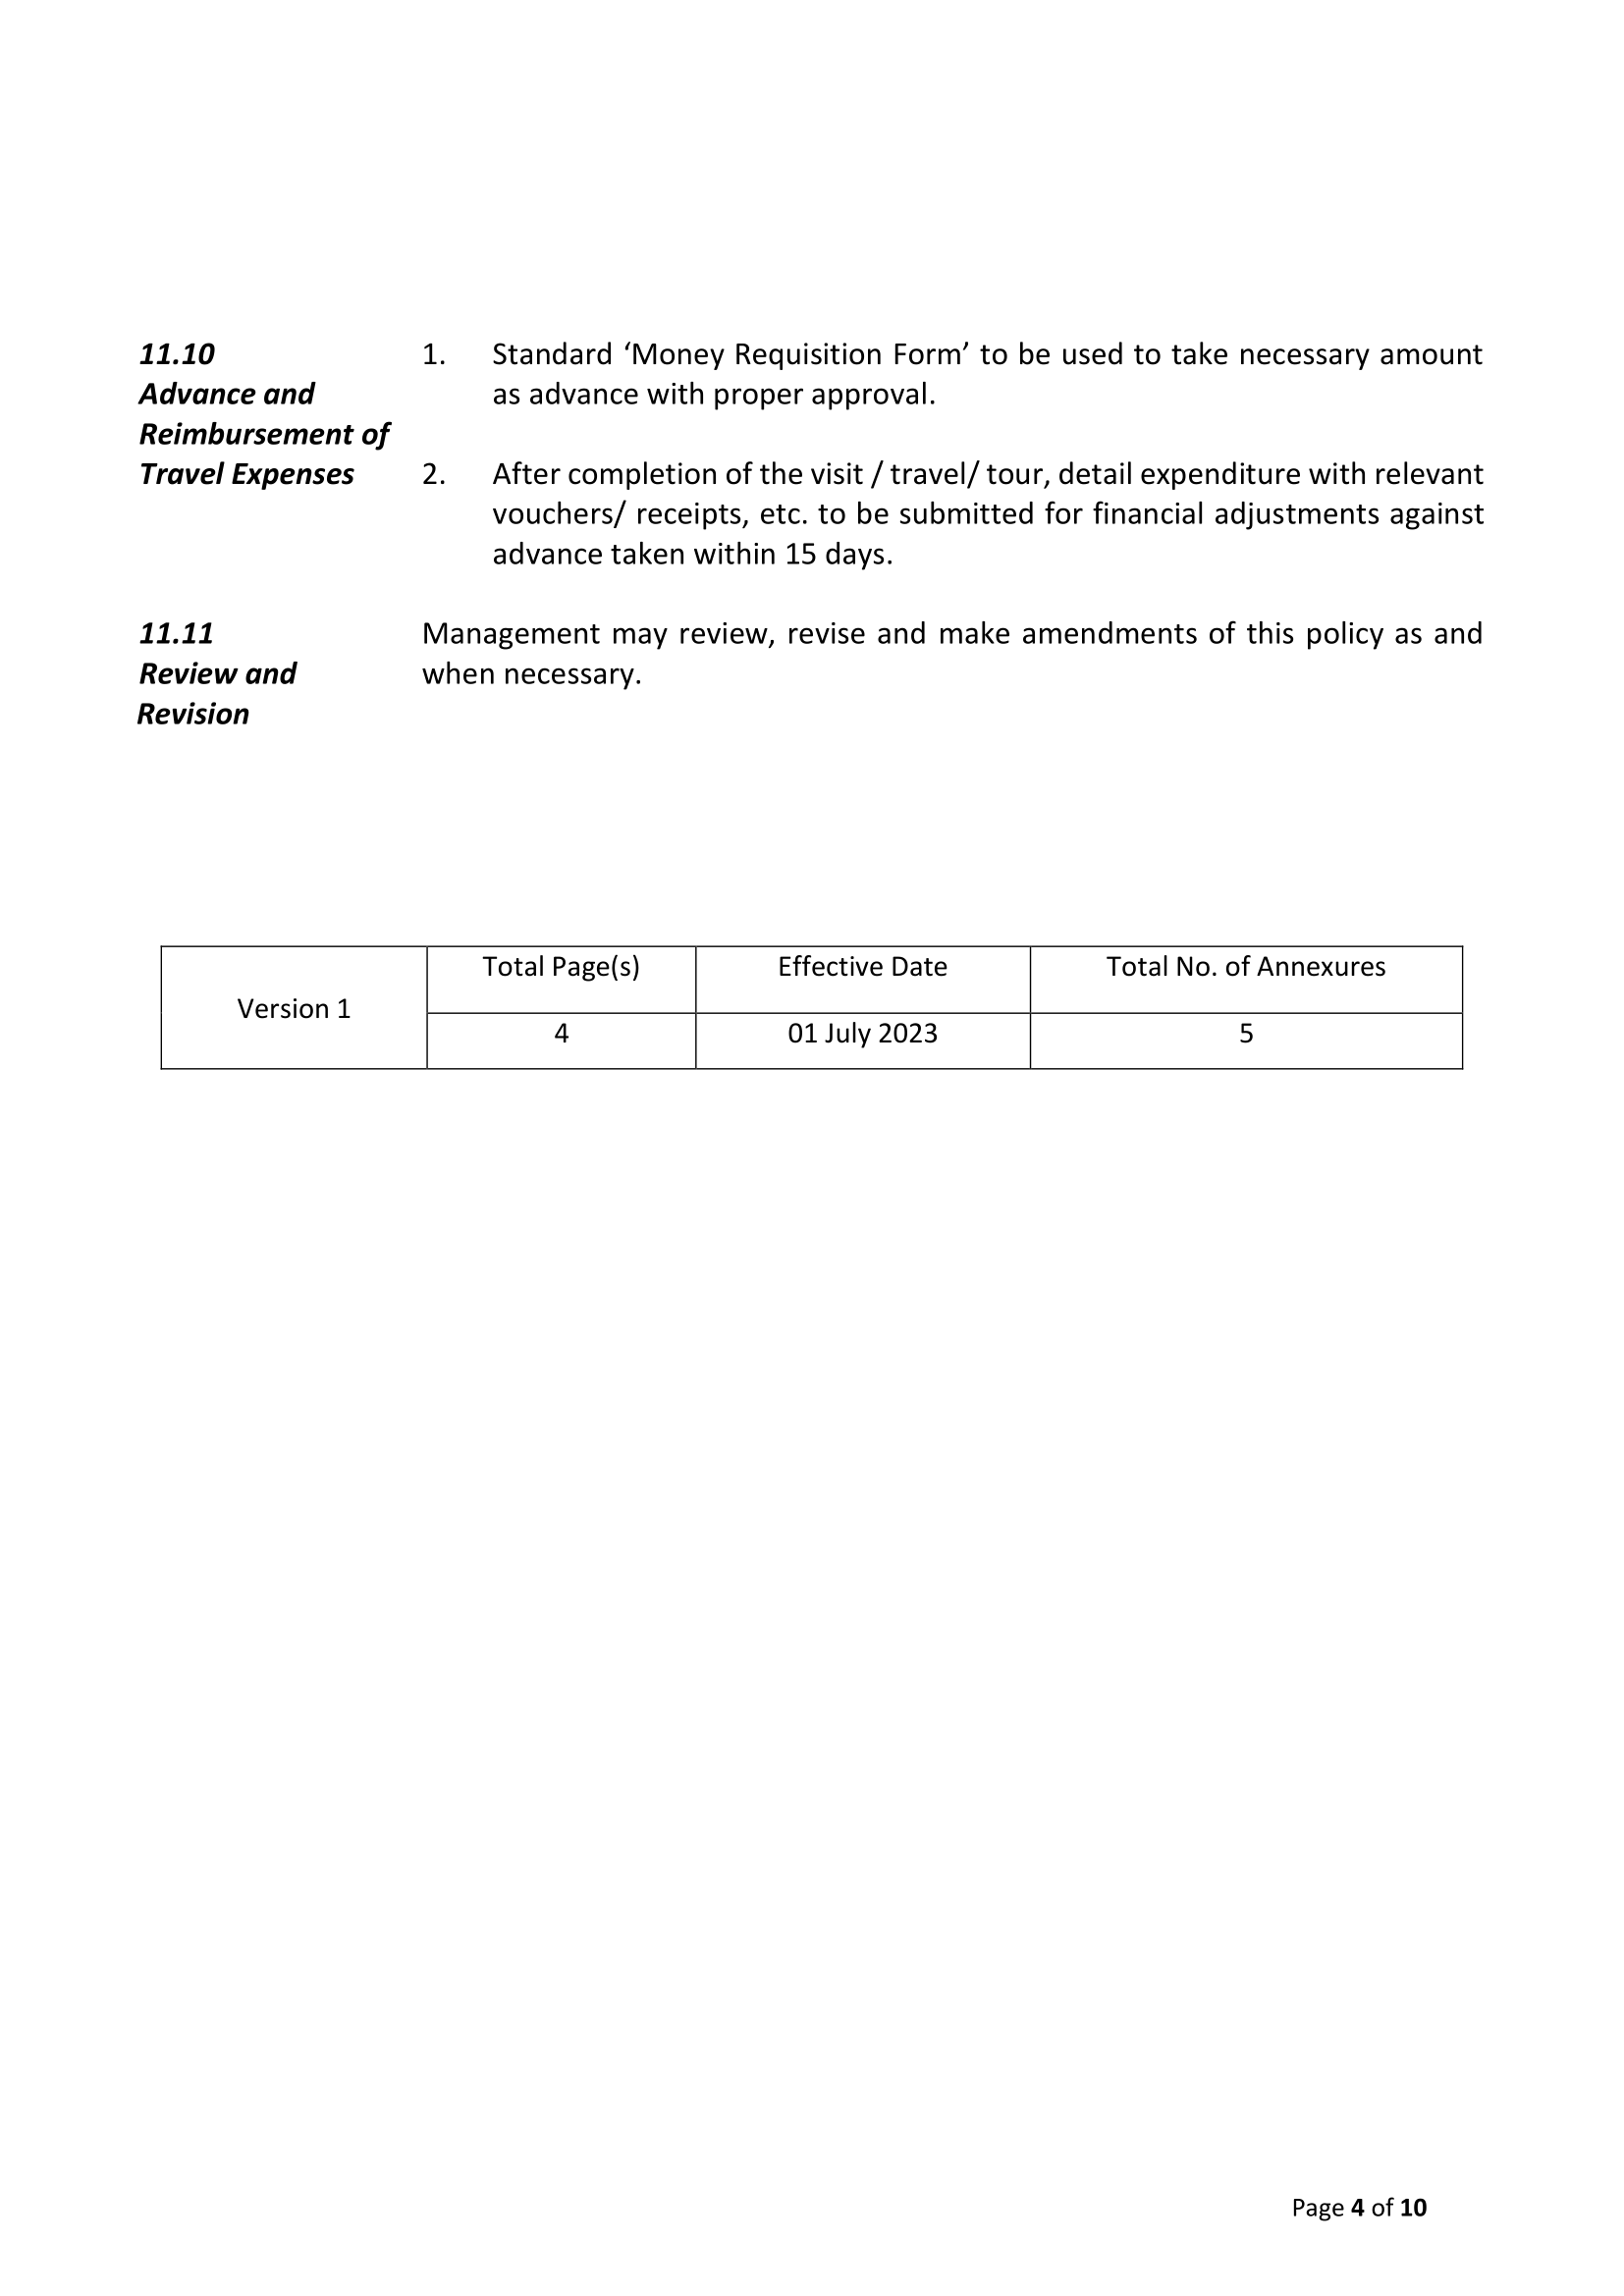 11.10
Advance and
Reimbursement of
Travel Expenses
1. Standard ‘Money Requisition Form’ to be used to take necessary amount
as advance with proper approval.
2. After completion of the visit / travel/ tour, detail expenditure with relevant
vouchers/ receipts, etc. to be submitted for financial adjustments against
advance taken within 15 days.
11.11
Review and
Revision
Management may review, revise and make amendments of this policy as and
when necessary.
Version 1
Total Page(s) Effective Date Total No. of Annexures
4 01 July 2023 5
Page 4 of 10